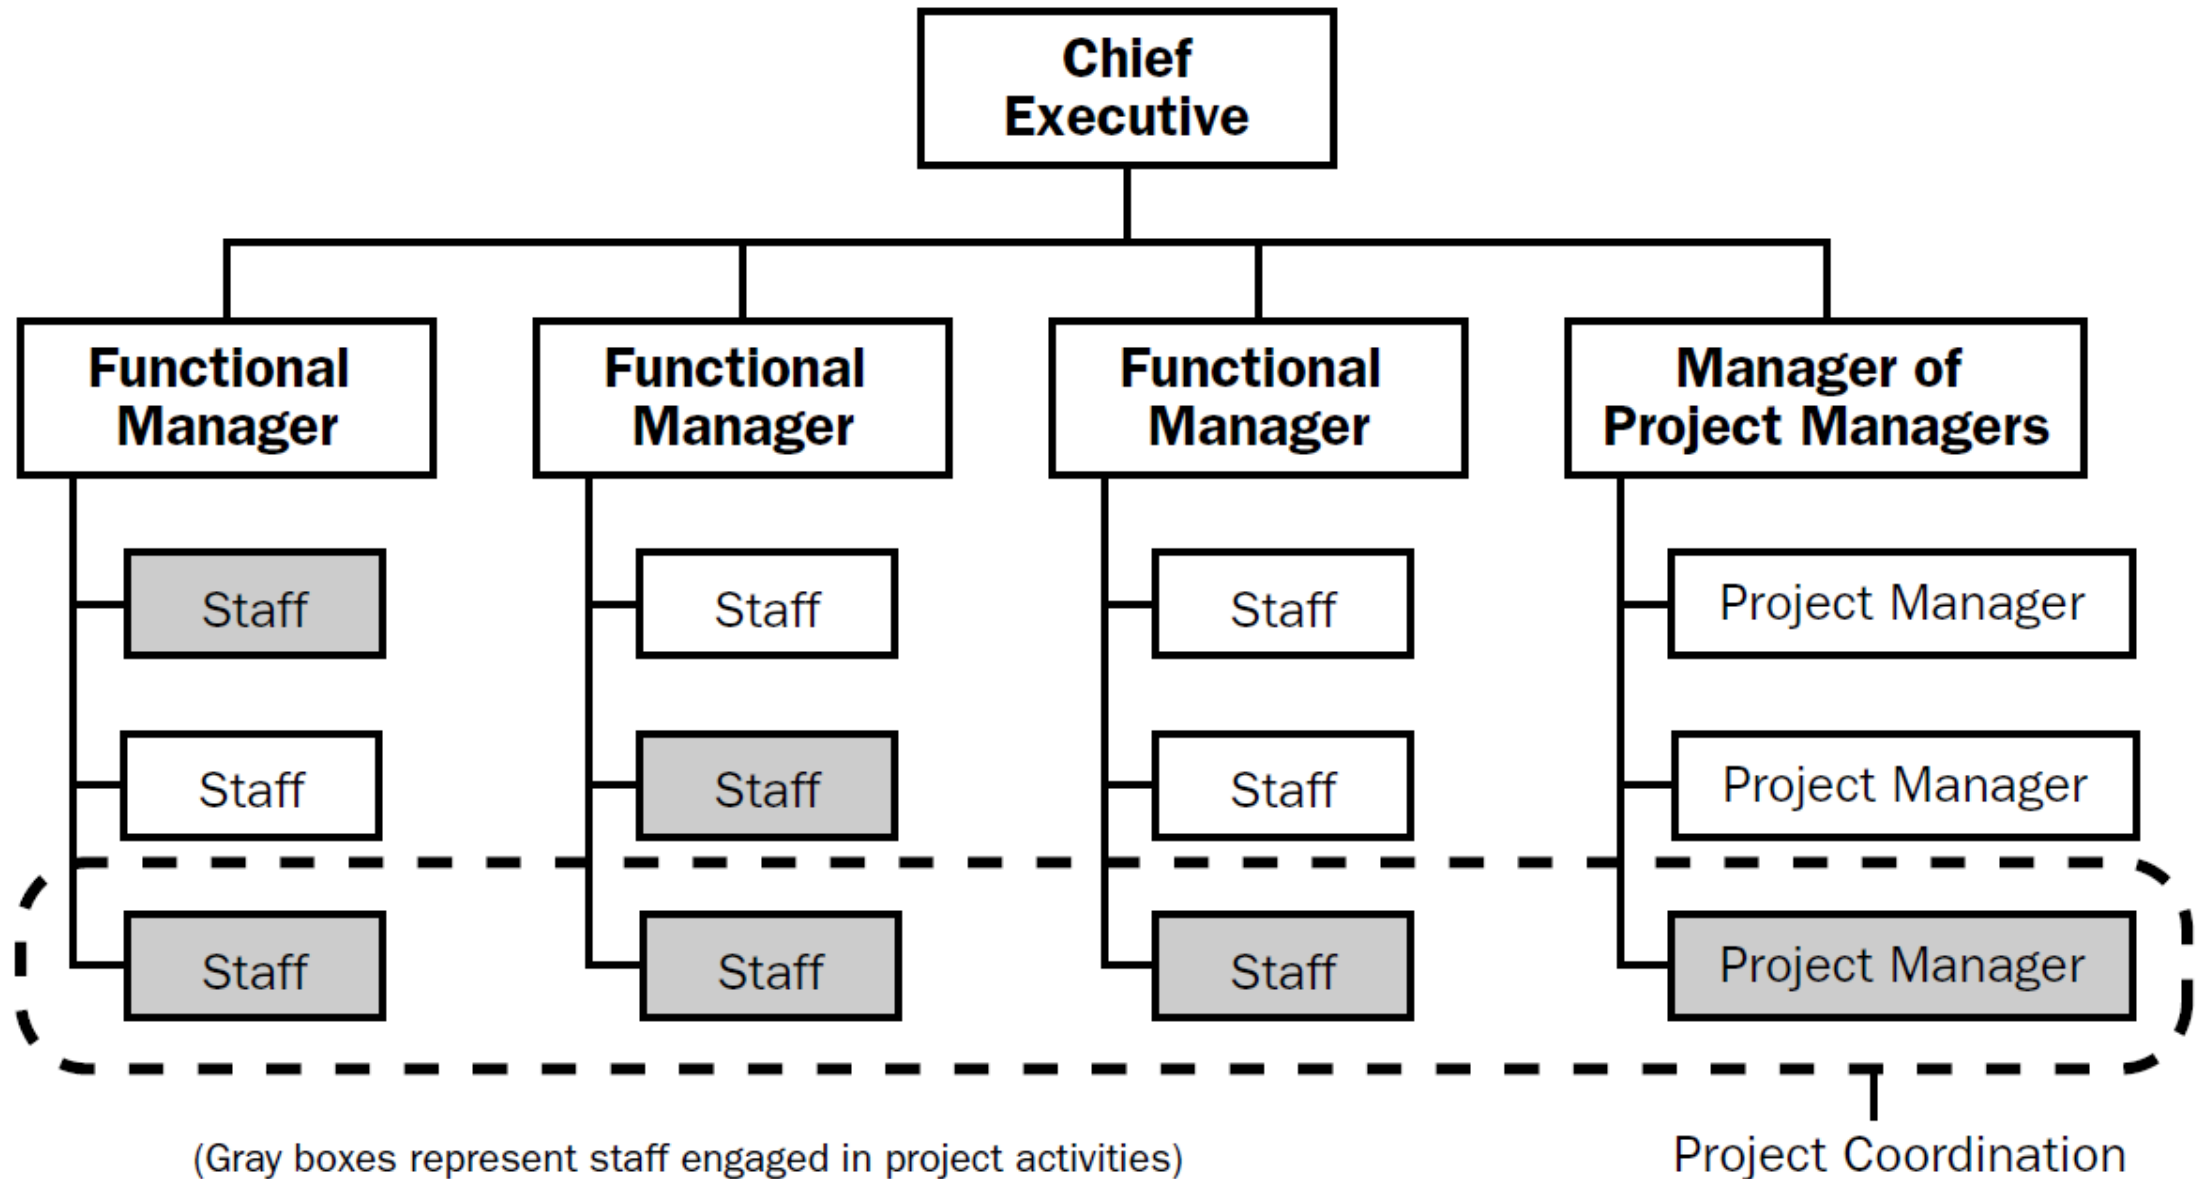 Chief
Executive
Functional
Manager
Functional
Manager
Functional
Manager
Manager of
Project Managers
Staff
Staff
Staff
Project Manager
Staff
Staff
Staff
Project Manager
Staff
Staff
Staff
Project Manager
(Gray boxes represent staff engaged in project activities)
Project Coordination